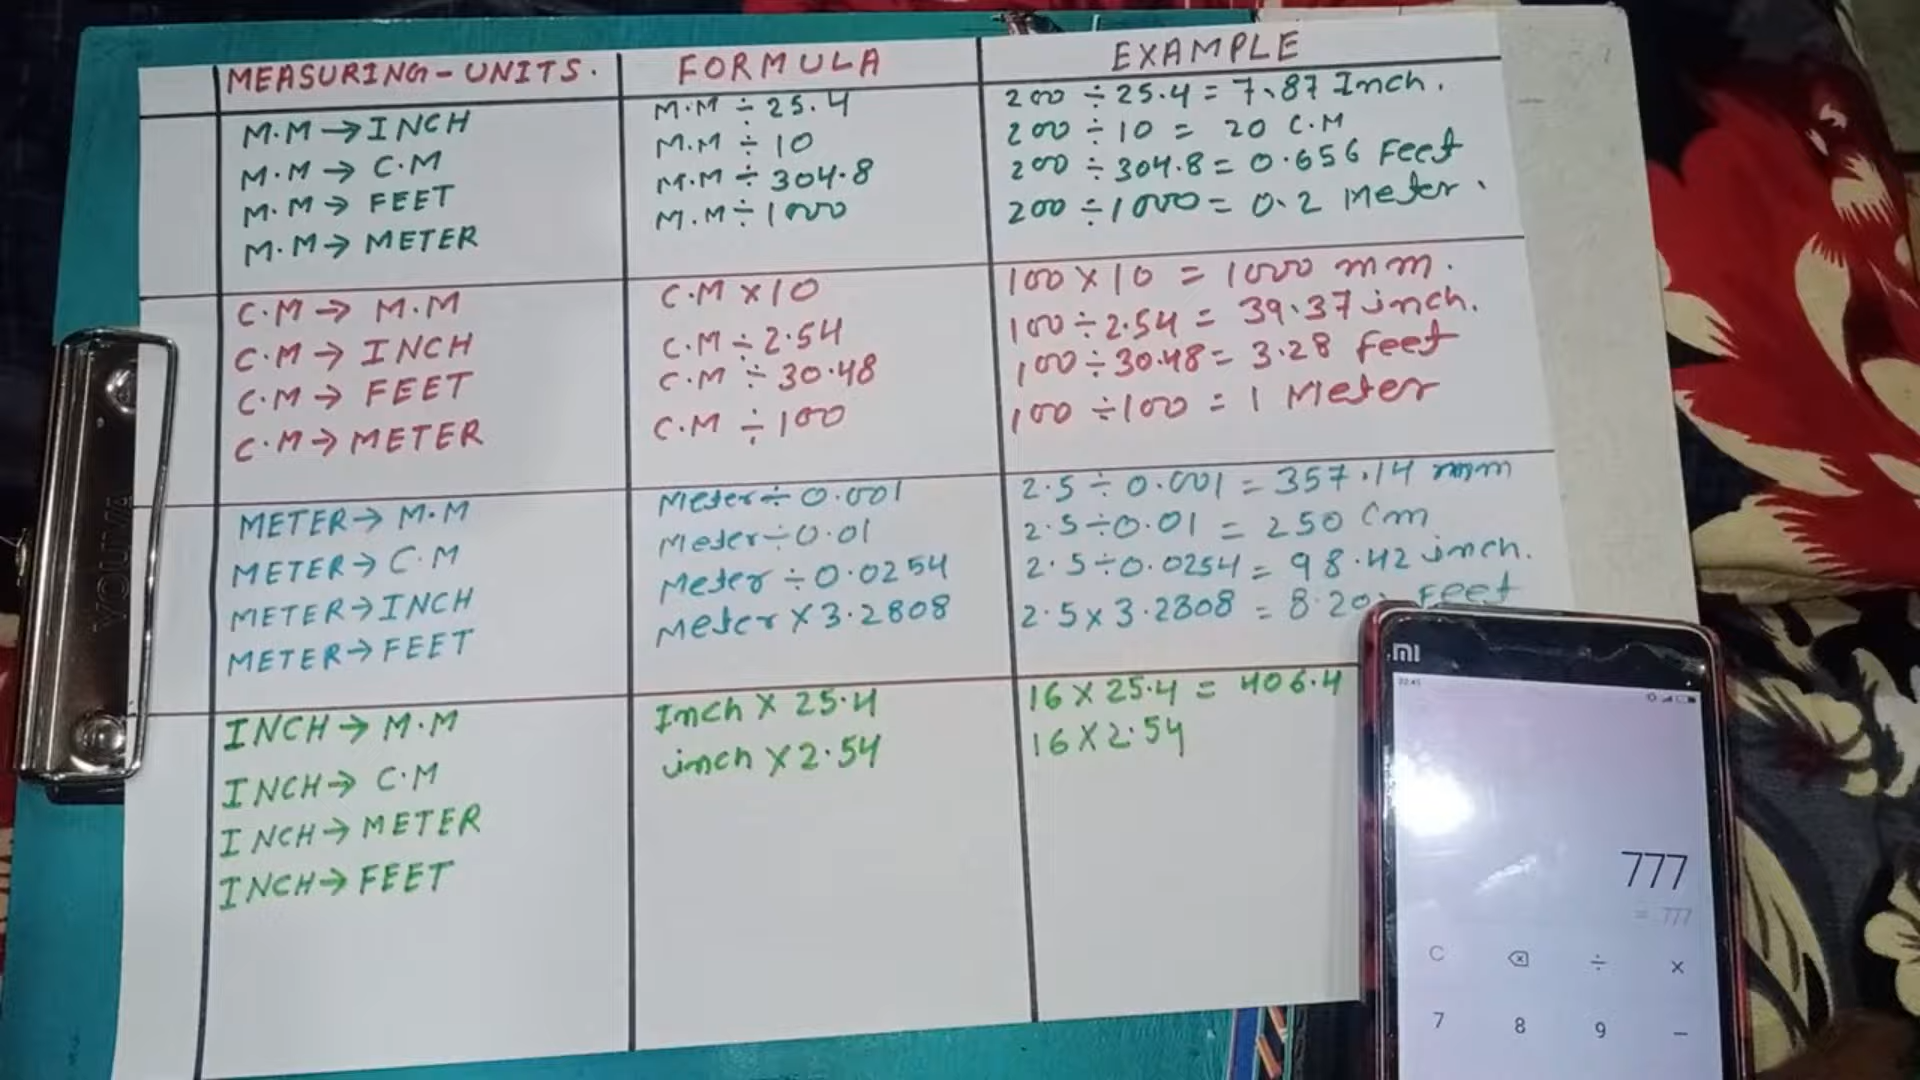 MEASURING-UNITS. FORMULA EXAMPLE
M.M → INCH M.M ÷ 25.4 200 ÷ 25.4 = 7.87 Inch.
M.M → C.M M.M ÷ 10 200 ÷ 10 = 20 C.M
M.M → FEET M.M ÷ 304.8 200 ÷ 304.8 = 0.656 Feet
M.M → METER M.M ÷ 1000 200 ÷ 1000 = 0.2 Meter.
C.M → M.M C.M X 10 100 X 10 = 1000 mm.
C.M → INCH C.M ÷ 2.54 100 ÷ 2.54 = 39.37 inch.
C.M → FEET C.M ÷ 30.48 100 ÷ 30.48 = 3.28 Feet
C.M → METER C.M ÷ 100 100 ÷ 100 = 1 Meter
METER → M.M Meter ÷ 0.001 2.5 ÷ 0.001 = 357.14 mm
METER → C.M Meter ÷ 0.01 2.5 ÷ 0.01 = 250 Cm
METER → INCH Meter ÷ 0.0254 2.5 ÷ 0.0254 = 98.42 inch.
METER → FEET Meter X 3.2808 2.5 X 3.2808 = 8.20 Feet
INCH → M.M Inch X 25.4 16 X 25.4 = 406.4
INCH → C.M inch X 2.54 16 X 2.54
INCH → METER
INCH → FEET
YOUVA
mi
777
= 777
C ÷ ×
7 8 9 −